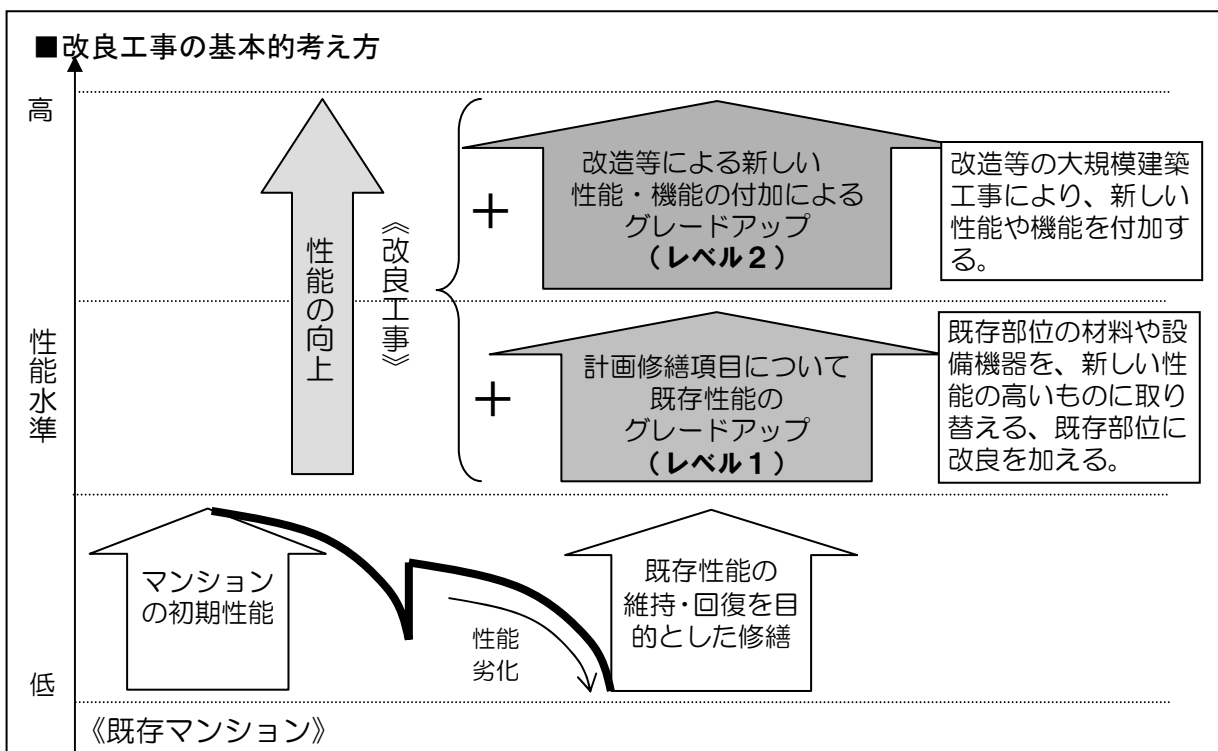 ■改良工事の基本的考え方
高
性能水準
低
性能の向上
《改良工事》
＋
改造等による新しい
性能・機能の付加による
グレードアップ
（レベル２）
改造等の大規模建築
工事により、新しい
性能や機能を付加す
る。
＋
計画修繕項目について
既存性能の
グレードアップ
（レベル１）
既存部位の材料や設
備機器を、新しい性
能の高いものに取り
替える、既存部位に
改良を加える。
マンション
の初期性能
性能
劣化
既存性能の
維持・回復を目
的とした修繕
《既存マンション》